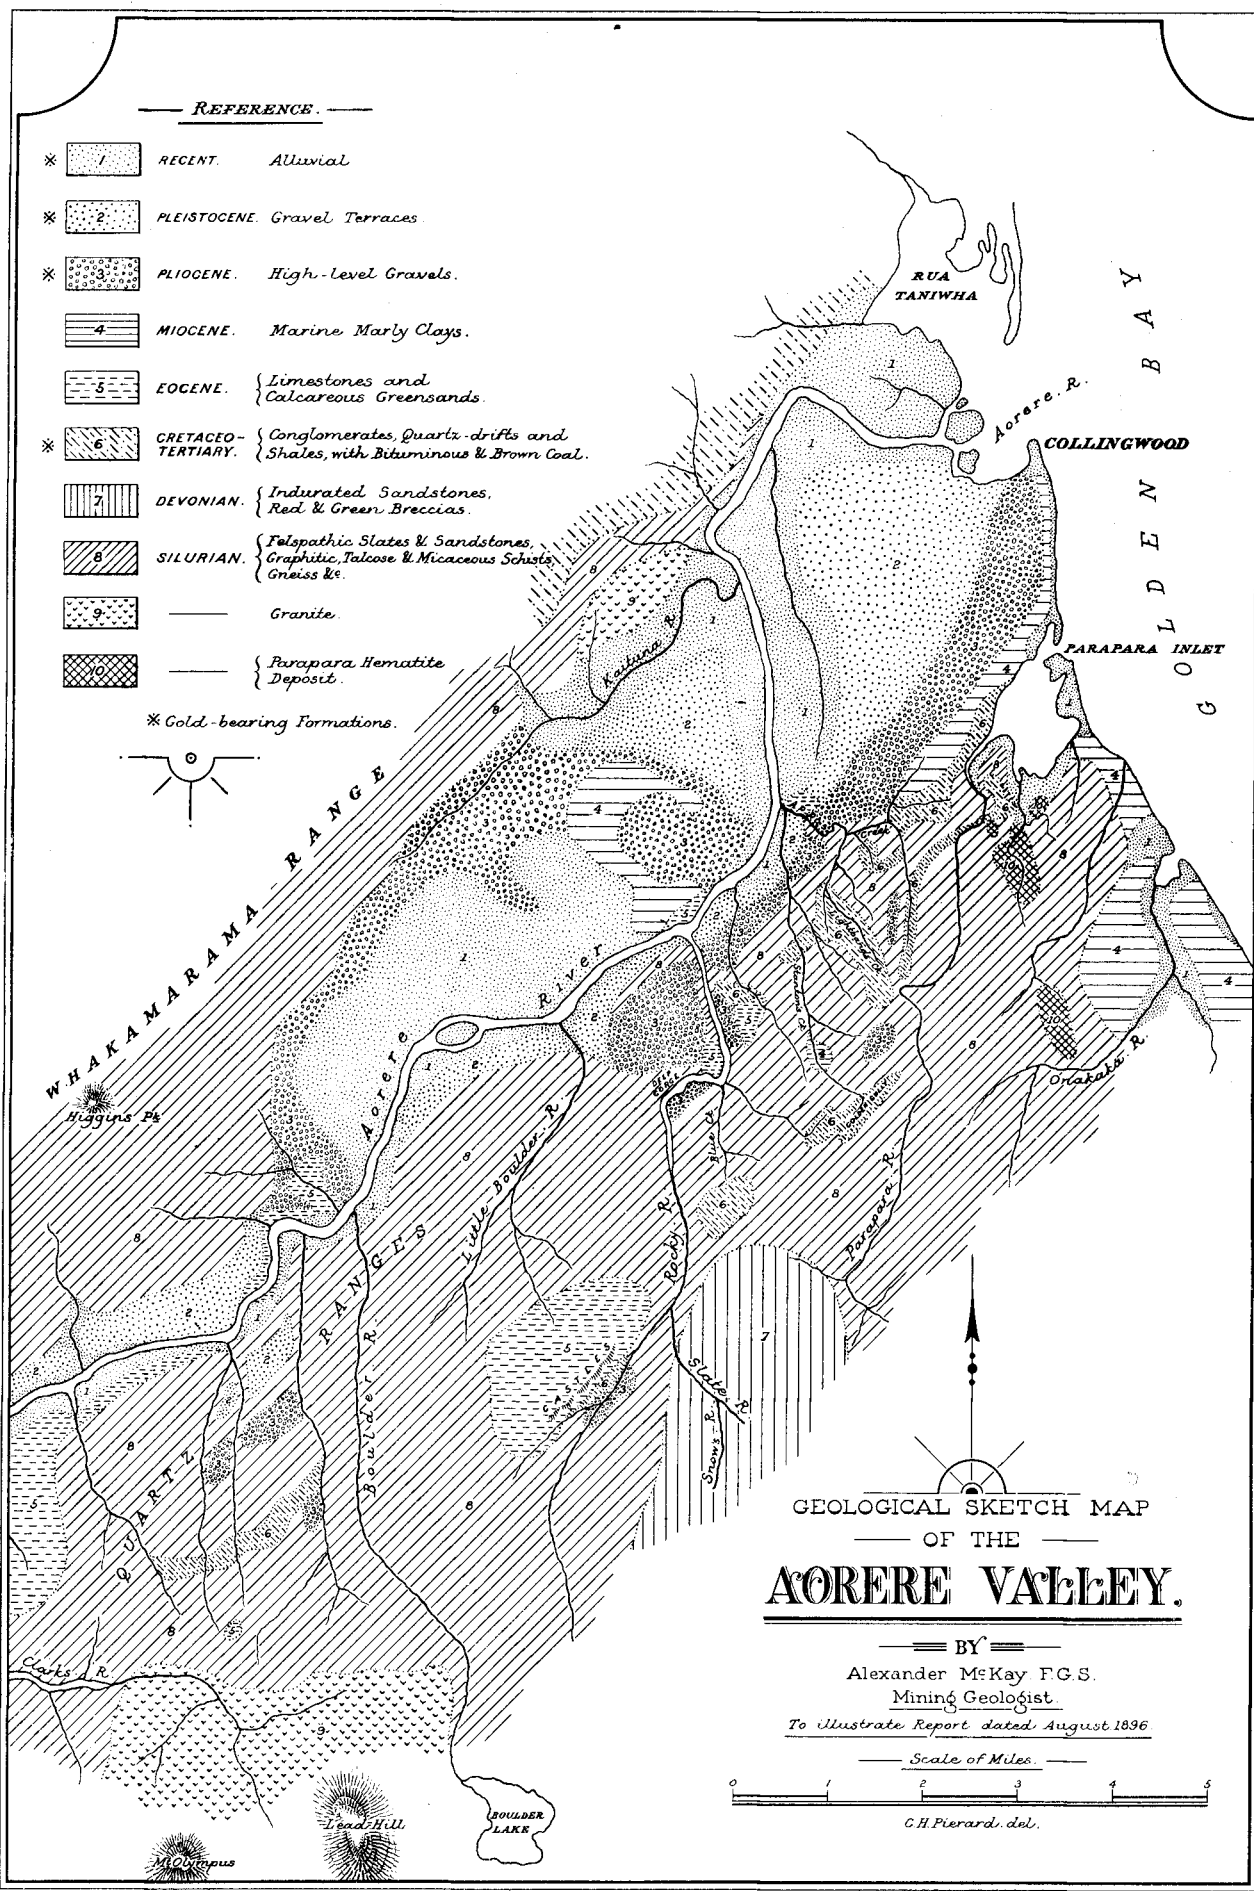 REFERENCE.
※ 1 RECENT. Alluvial
※ 2 PLEISTOCENE. Gravel Terraces
※ 3 PLIOCENE. High-level Gravels.
4 MIOCENE. Marine Marly Clays.
5 EOCENE. { Limestones and
Calcareous Greensands.
※ 6 CRETACEO-
TERTIARY. { Conglomerates, Quartz-drifts and
Shales, with Bituminous & Brown Coal.
7 DEVONIAN. { Indurated Sandstones,
Red & Green Breccias.
8 SILURIAN. { Felspathic Slates & Sandstones,
Graphitic, Talcose & Micaceous Schists,
Gneiss &c.
9 Granite.
10 { Parapara Hematite
Deposit.
※ Gold-bearing Formations.
RUA
TANIWHA
Aorere. R.
COLLINGWOOD
GOLDEN BAY
PARAPARA INLET
Kaituna R
WHAKAMARAMA RANGE
Higgins Pk
Aorere River
Little Boulder R
Blue Ck
Onakaka R.
Parapara R
Rocky R
QUARTZ RANGES
Boulder R
Slate R
Snows R.
Clarks R.
Lead Hill
Mt Olympus
BOULDER
LAKE
GEOLOGICAL SKETCH MAP
OF THE
AORERE VALLEY.
BY
Alexander McKay F.G.S.
Mining Geologist.
To illustrate Report dated August 1896
Scale of Miles.
0 1 2 3 4 5
C.H. Pierard. del.